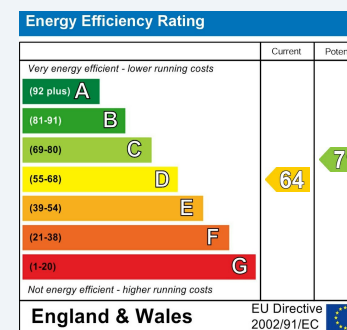 Energy Efficiency Rating
Current
Very energy efficient - lower running costs
(92 plus) A
(81-91) B
(69-80) C
(55-68) D
64
(39-54) E
(21-38) F
(1-20) G
Not energy efficient - higher running costs
England & Wales
EU Directive
2002/91/EC